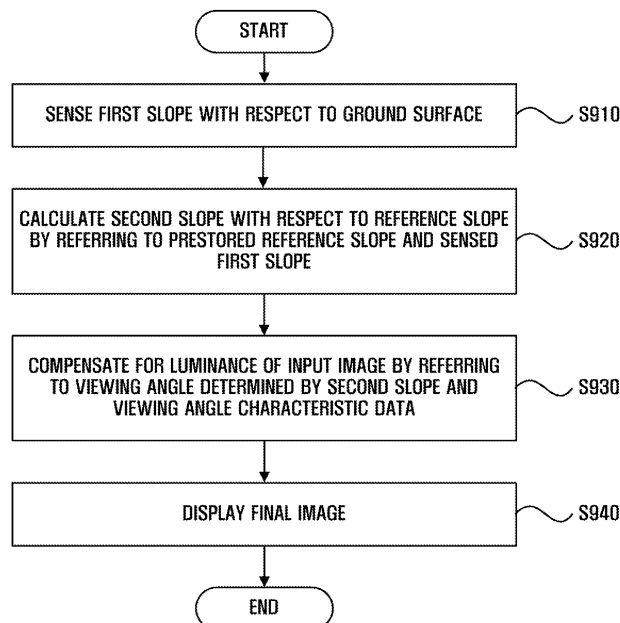 START
SENSE FIRST SLOPE WITH RESPECT TO GROUND SURFACE
S910
CALCULATE SECOND SLOPE WITH RESPECT TO REFERENCE SLOPE
BY REFERRING TO PRESTORED REFERENCE SLOPE AND SENSED
FIRST SLOPE
S920
COMPENSATE FOR LUMINANCE OF INPUT IMAGE BY REFERRING
TO VIEWING ANGLE DETERMINED BY SECOND SLOPE AND
VIEWING ANGLE CHARACTERISTIC DATA
S930
DISPLAY FINAL IMAGE
S940
END